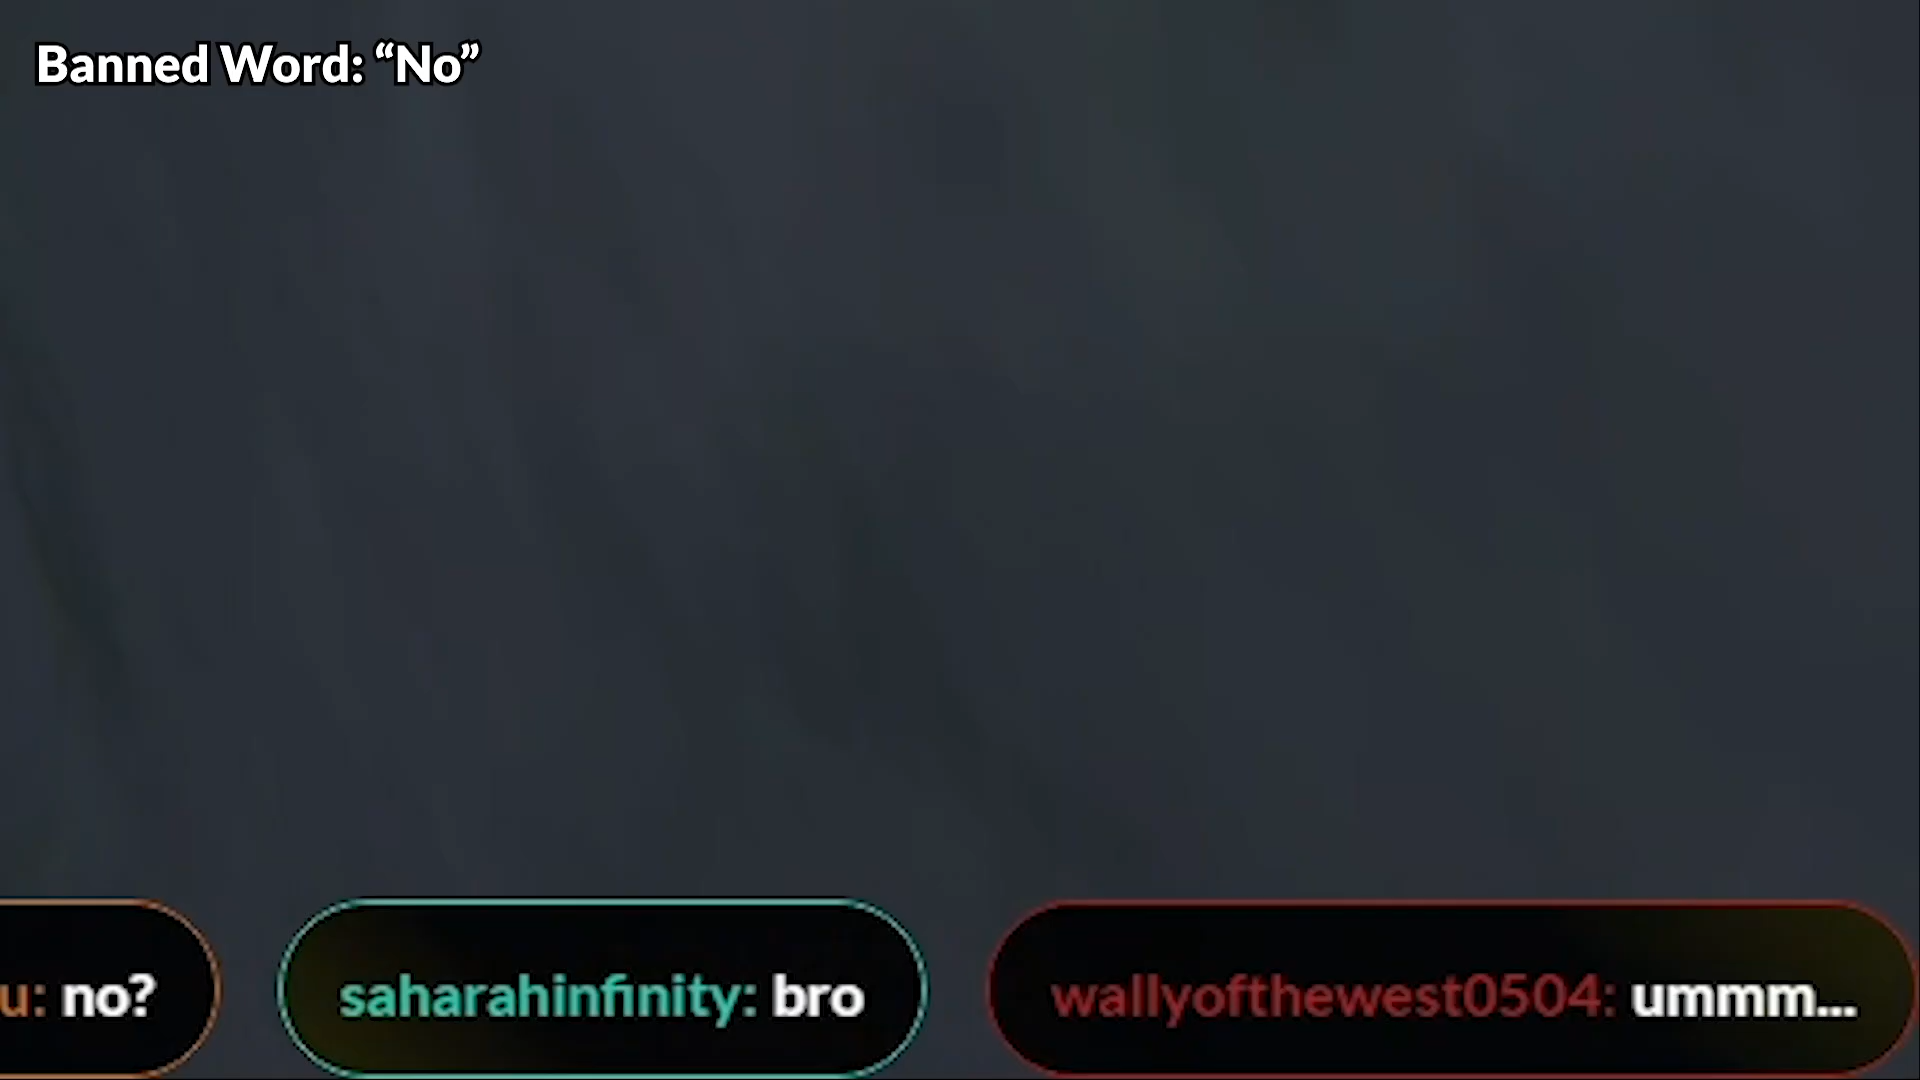 Banned Word: “No”
u: no?
saharahinfinity: bro
wallyofthewest0504: ummm...